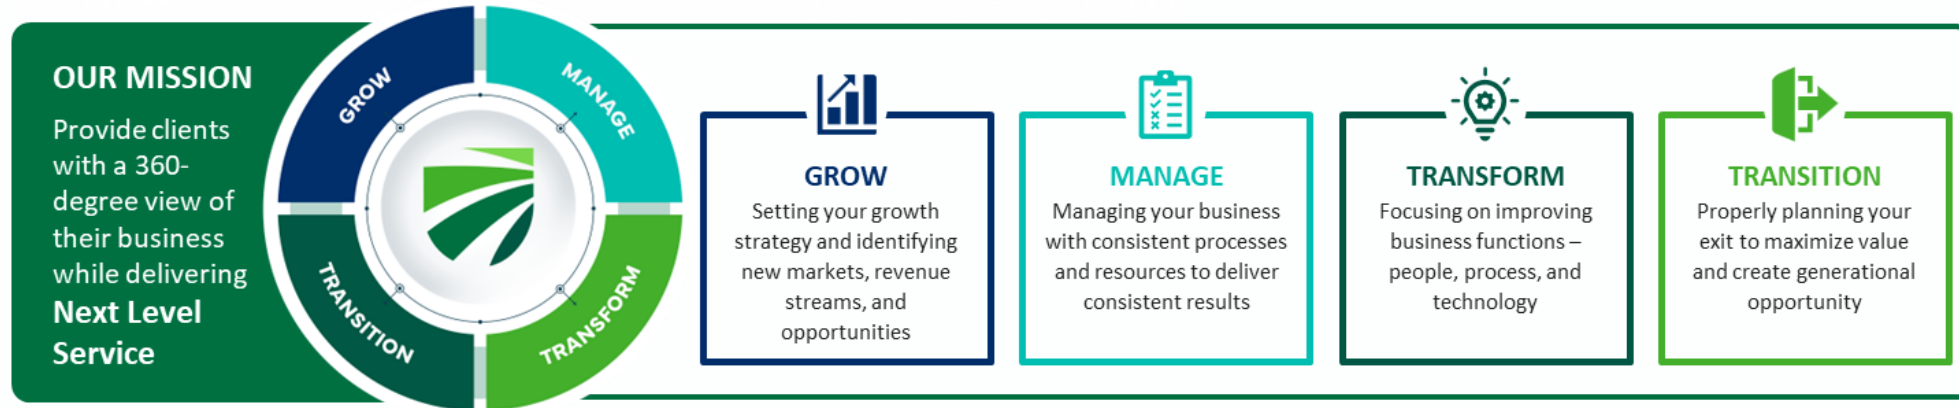 OUR MISSION
Provide clients
with a 360-
degree view of
their business
while delivering
Next Level
Service
GROW
MANAGE
TRANSITION
TRANSFORM
GROW
Setting your growth
strategy and identifying
new markets, revenue
streams, and
opportunities
MANAGE
Managing your business
with consistent processes
and resources to deliver
consistent results
TRANSFORM
Focusing on improving
business functions –
people, process, and
technology
TRANSITION
Properly planning your
exit to maximize value
and create generational
opportunity